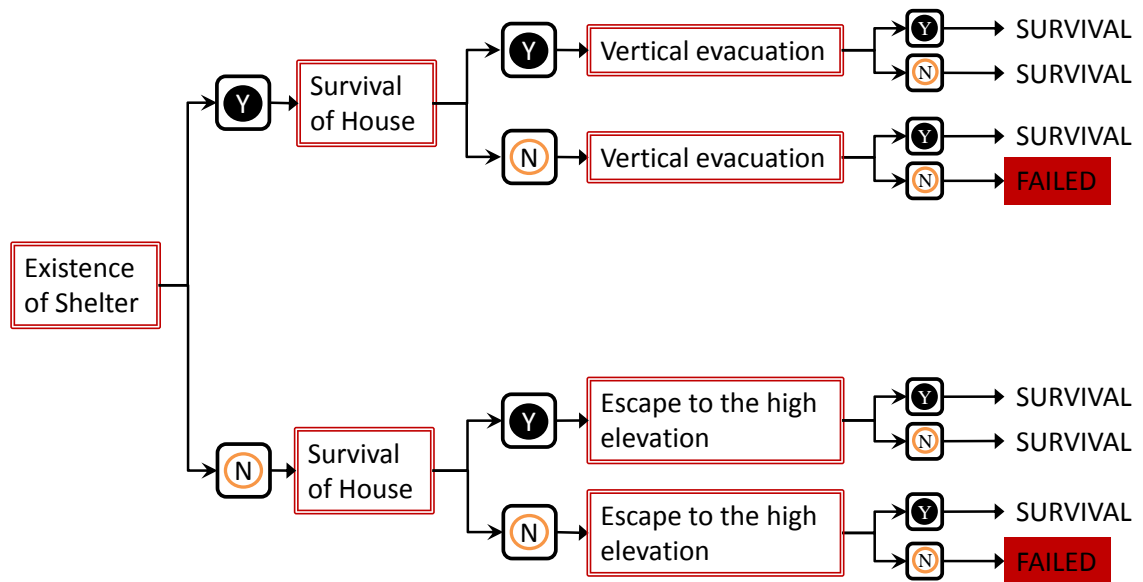 Y
Vertical evacuation
Y
SURVIVAL
N
SURVIVAL
Y
Survival
of House
N
Vertical evacuation
Y
SURVIVAL
N
FAILED
Existence
of Shelter
Y
Escape to the high
elevation
Y
SURVIVAL
N
SURVIVAL
N
Survival
of House
N
Escape to the high
elevation
Y
SURVIVAL
N
FAILED